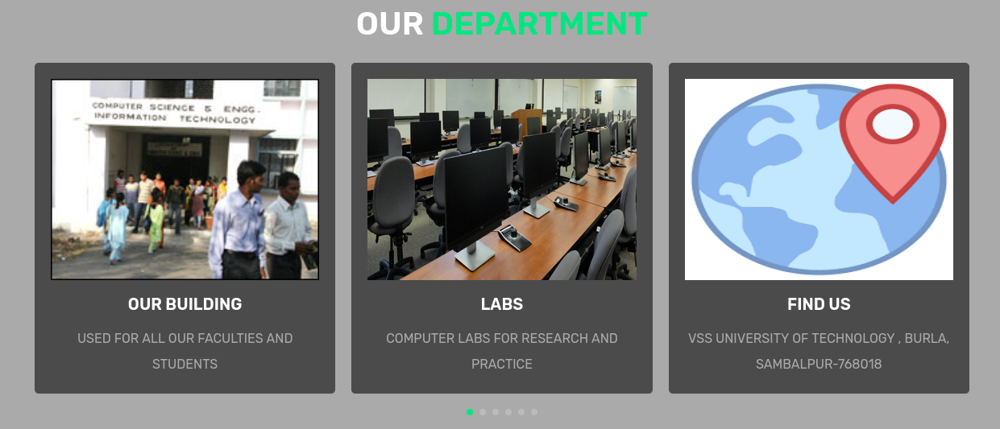 OUR DEPARTMENT
COMPUTER SCIENCE & ENGG.
INFORMATION TECHNOLOGY
OUR BUILDING
USED FOR ALL OUR FACULTIES AND
STUDENTS
LABS
COMPUTER LABS FOR RESEARCH AND
PRACTICE
FIND US
VSS UNIVERSITY OF TECHNOLOGY , BURLA,
SAMBALPUR-768018